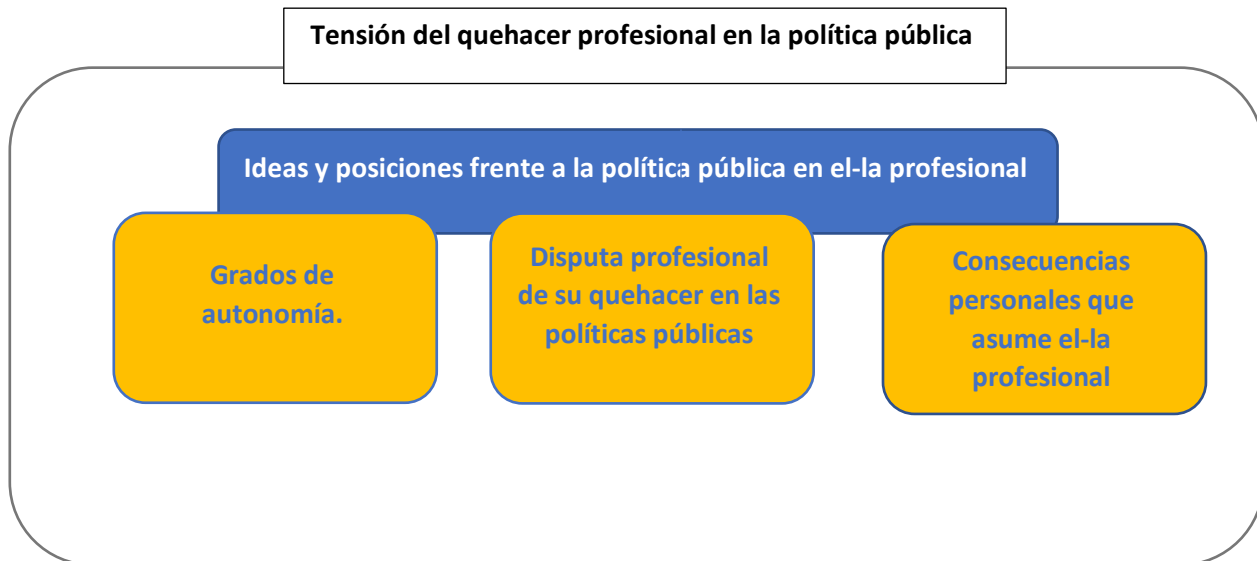 Tensión del quehacer profesional en la política pública
Ideas y posiciones frente a la política pública en el-la profesional
Grados de
autonomía.
Disputa profesional
de su quehacer en las
políticas públicas
Consecuencias
personales que
asume el-la
profesional